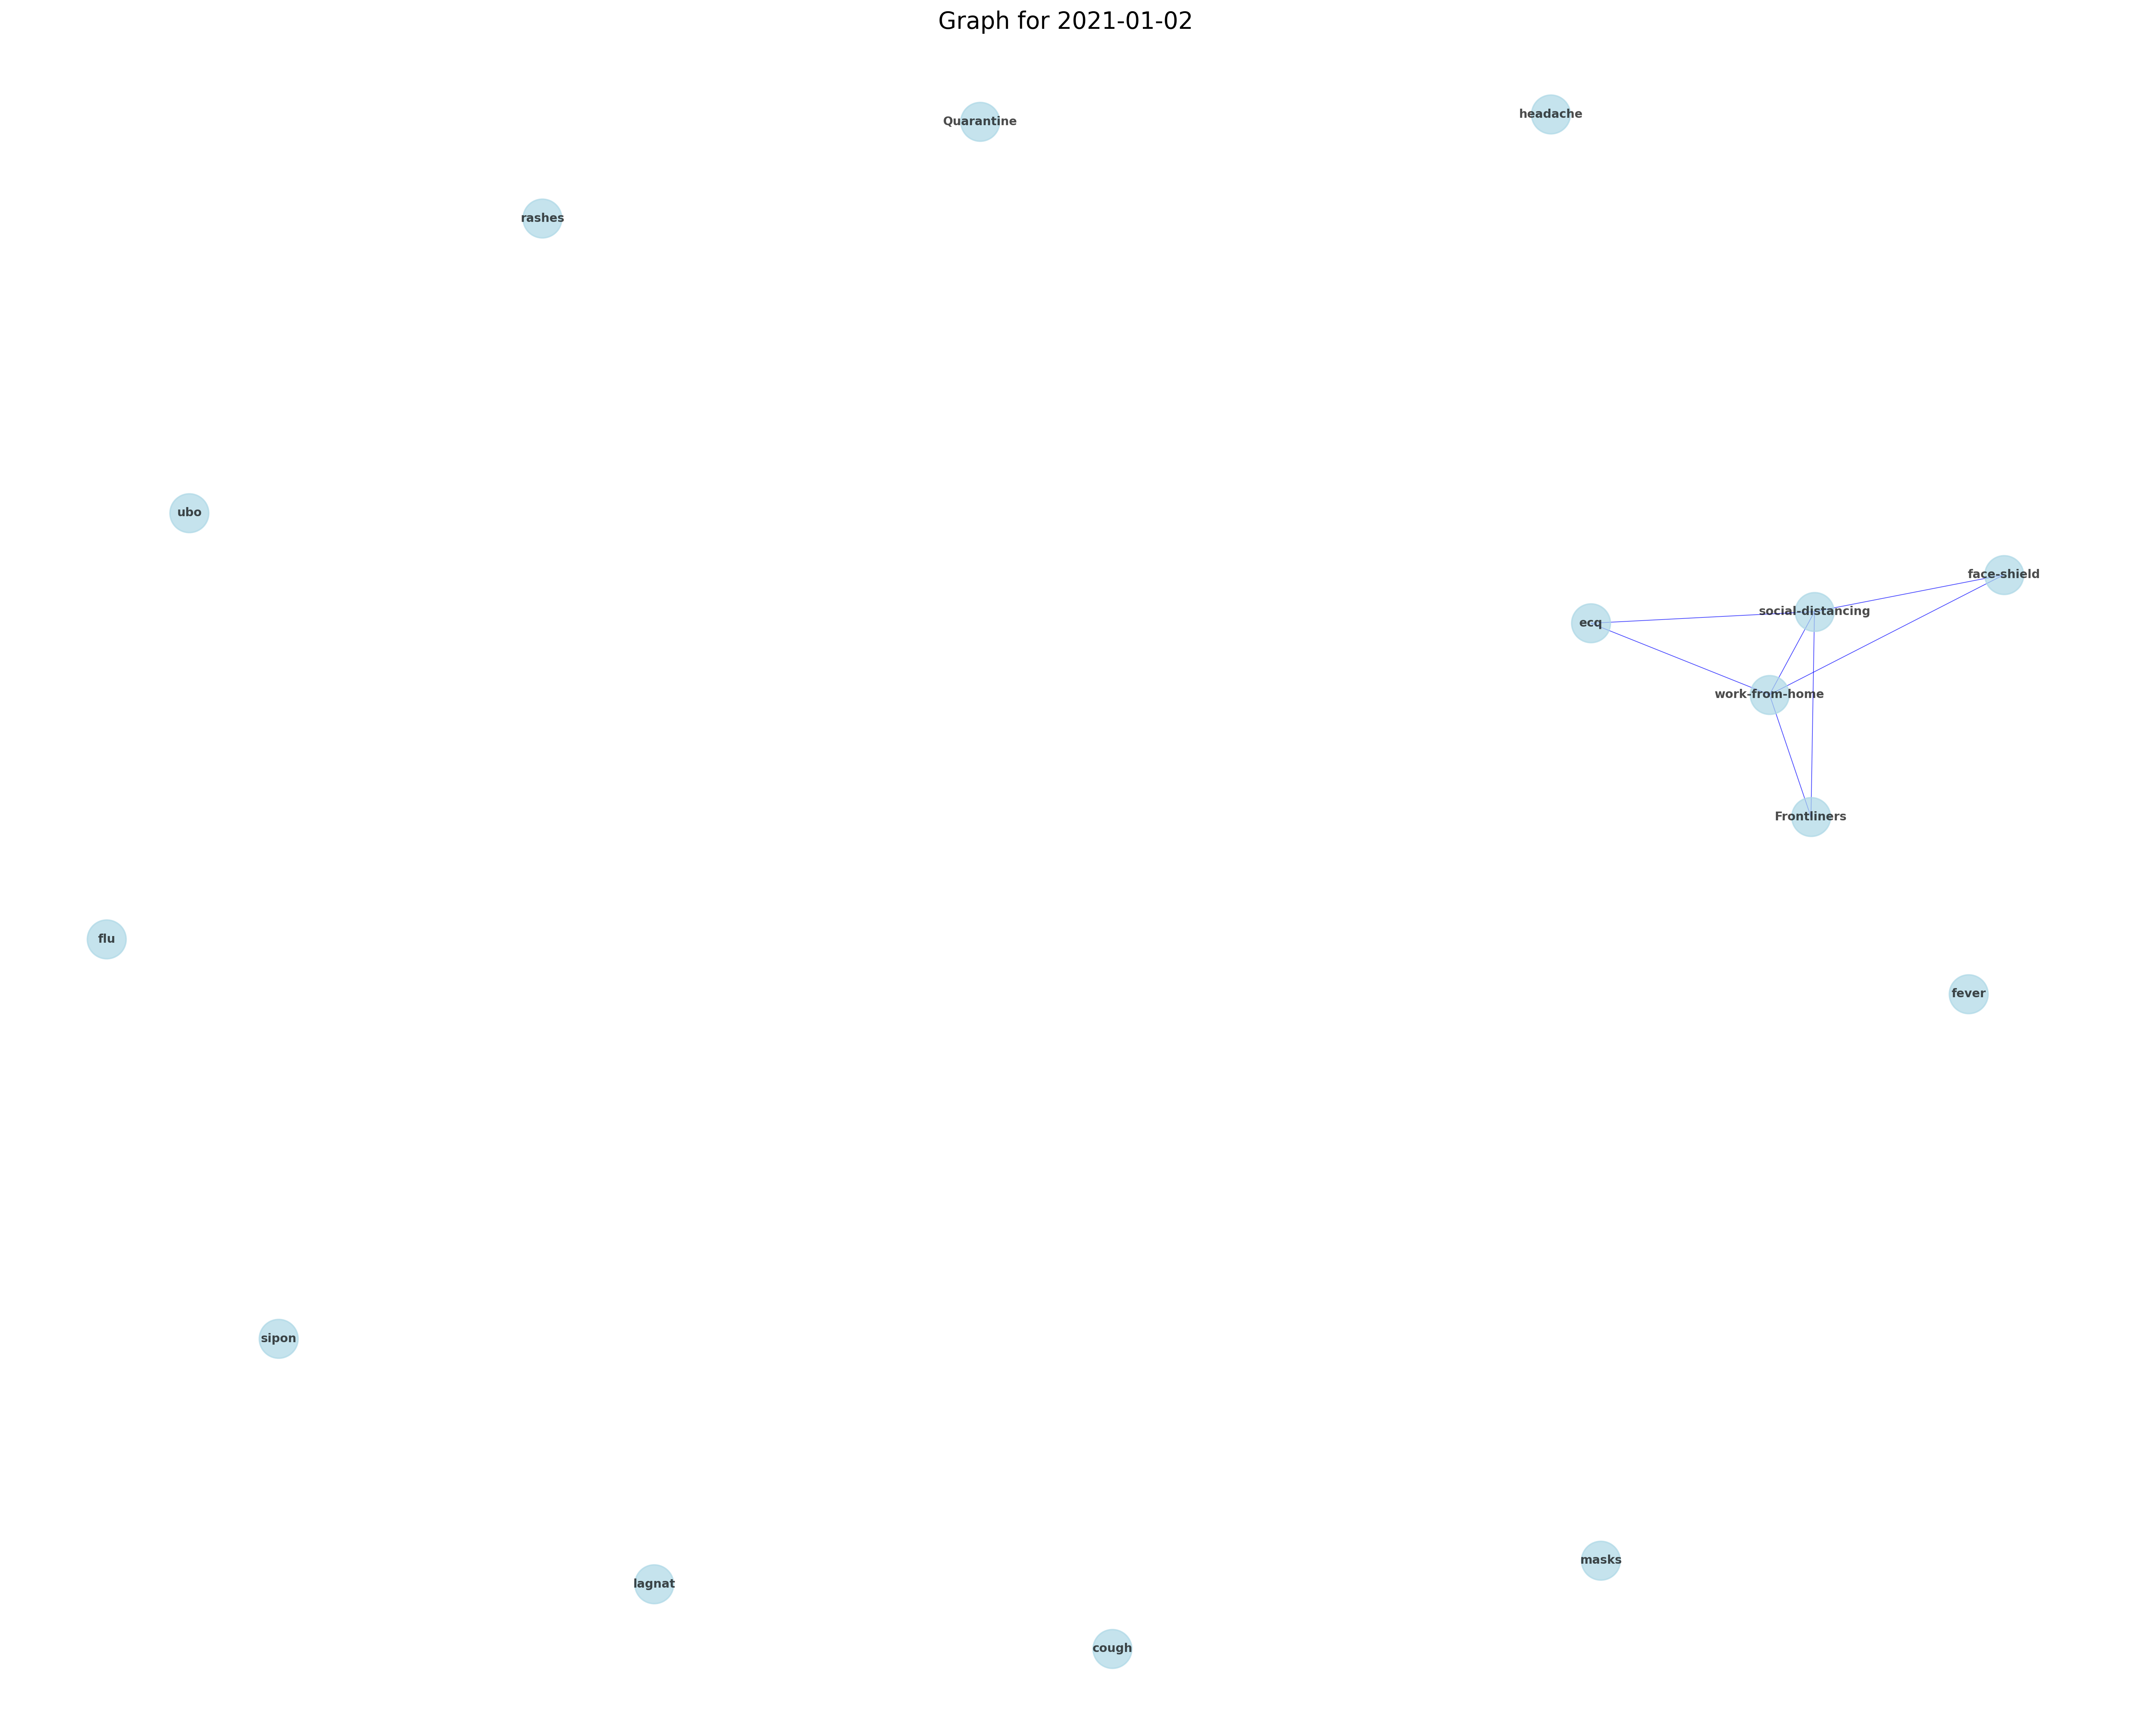 Graph for 2021-01-02
Quarantine
headache
rashes
ubo
face-shield
social-distancing
ecq
work-from-home
Frontliners
flu
fever
sipon
masks
lagnat
cough